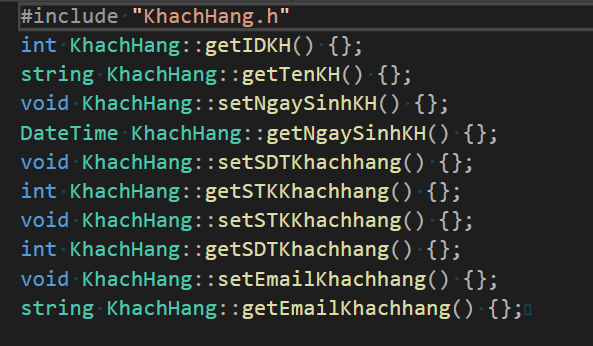 #include "KhachHang.h"
int KhachHang::getIDKH() {};
string KhachHang::getTenKH() {};
void KhachHang::setNgaySinhKH() {};
DateTime KhachHang::getNgaySinhKH() {};
void KhachHang::setSDTKhachhang() {};
int KhachHang::getSTKKhachhang() {};
void KhachHang::setSTKKhachhang() {};
int KhachHang::getSDTKhachhang() {};
void KhachHang::setEmailKhachhang() {};
string KhachHang::getEmailKhachhang() {};